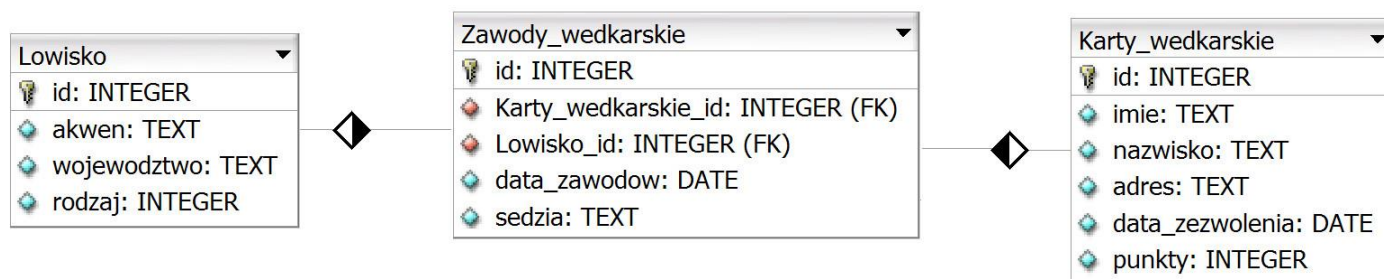 Lowisko
id: INTEGER
akwen: TEXT
wojewodztwo: TEXT
rodzaj: INTEGER
Zawody_wedkarskie
id: INTEGER
Karty_wedkarskie_id: INTEGER (FK)
Lowisko_id: INTEGER (FK)
data_zawodow: DATE
sedzia: TEXT
Karty_wedkarskie
id: INTEGER
imie: TEXT
nazwisko: TEXT
adres: TEXT
data_zezwolenia: DATE
punkty: INTEGER